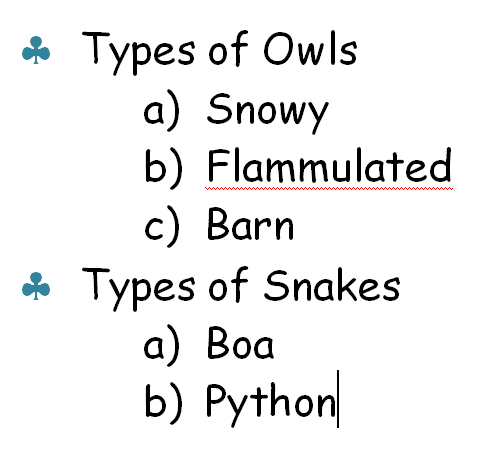 ♣ Types of Owls
a) Snowy
b) Flammulated
c) Barn
♣ Types of Snakes
a) Boa
b) Python